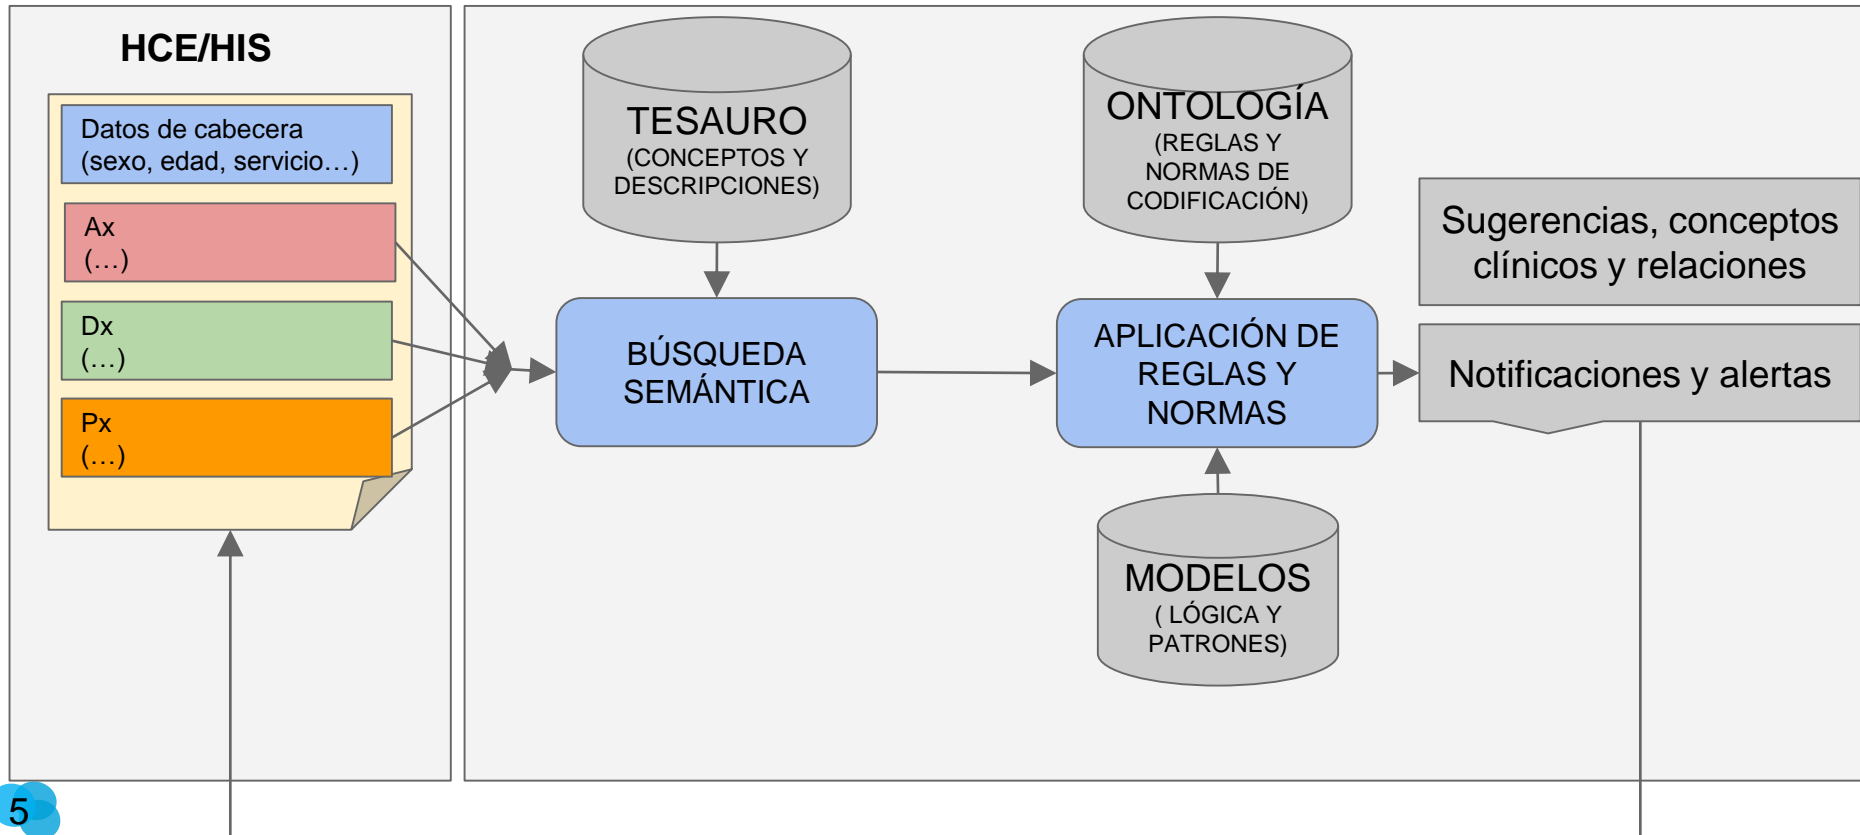 HCE/HIS
Datos de cabecera
(sexo, edad, servicio…)
Ax
(…)
Dx
(…)
Px
(…)
TESAURO
(CONCEPTOS Y
DESCRIPCIONES)
BÚSQUEDA
SEMÁNTICA
ONTOLOGÍA
(REGLAS Y
NORMAS DE
CODIFICACIÓN)
APLICACIÓN DE
REGLAS Y
NORMAS
MODELOS
( LÓGICA Y
PATRONES)
Sugerencias, conceptos
clínicos y relaciones
Notificaciones y alertas
5